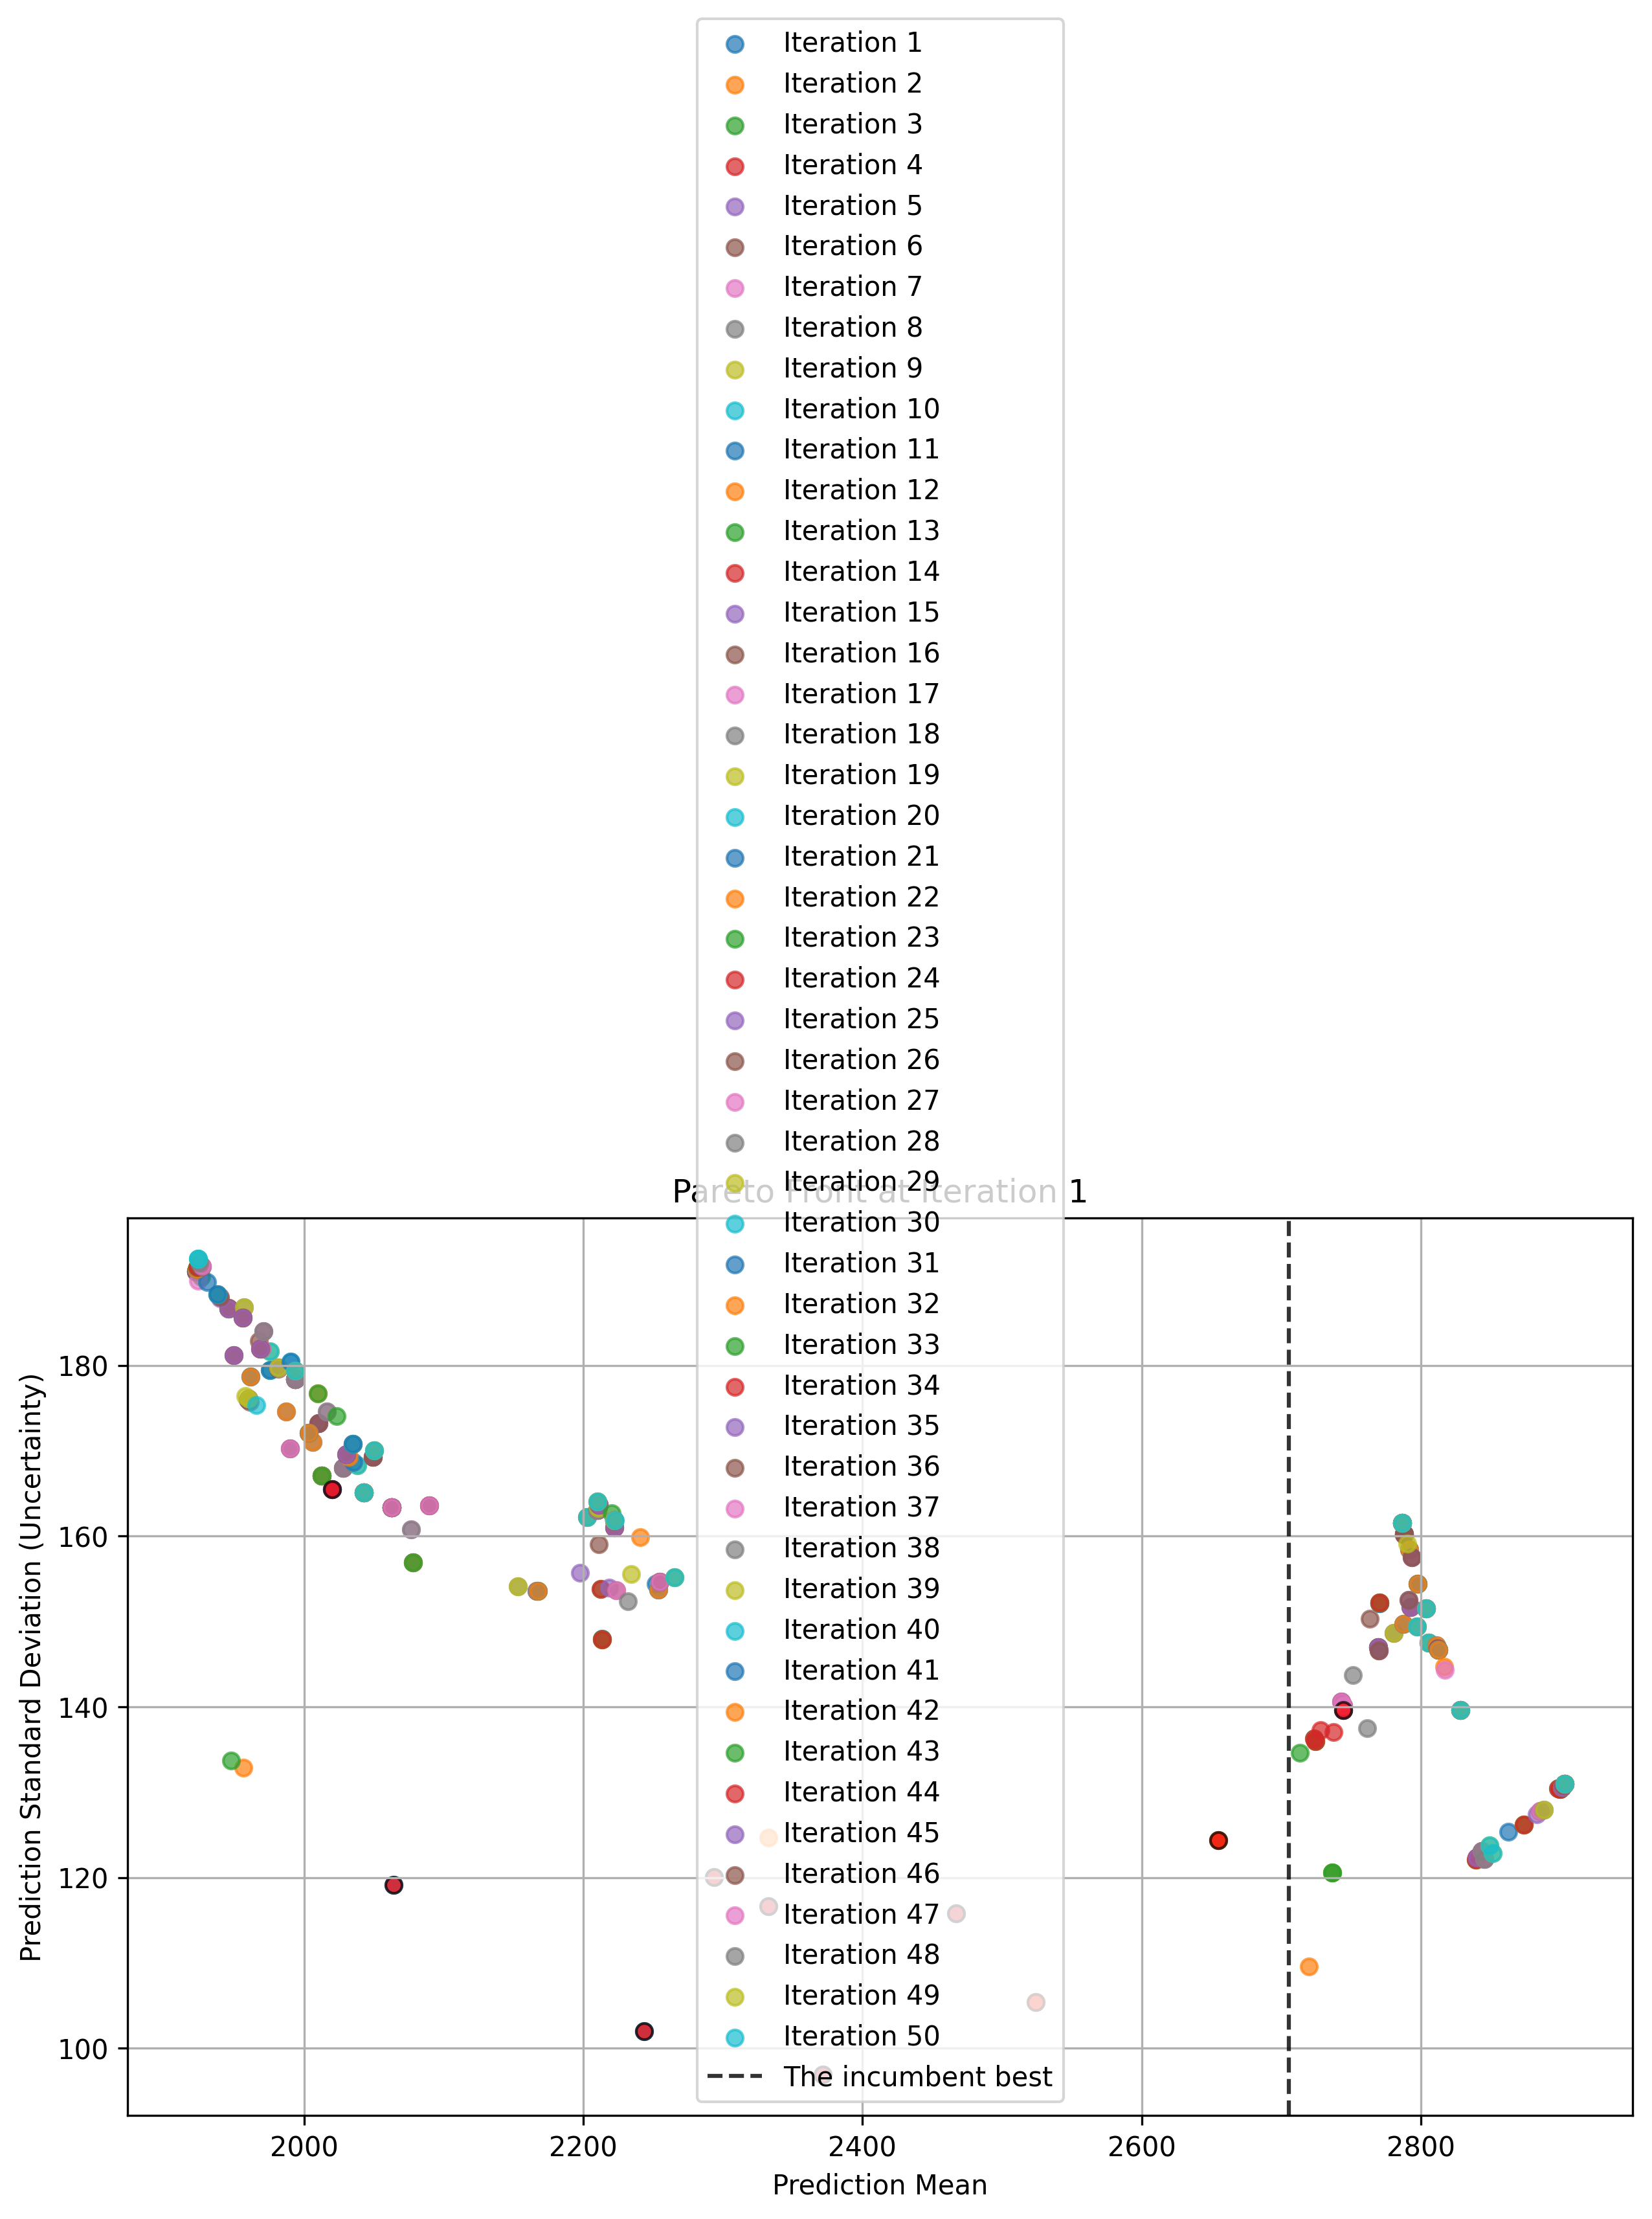 Iteration 1
Iteration 2
Iteration 3
Iteration 4
Iteration 5
Iteration 6
Iteration 7
Iteration 8
Iteration 9
Iteration 10
Iteration 11
Iteration 12
Iteration 13
Iteration 14
Iteration 15
Iteration 16
Iteration 17
Iteration 18
Iteration 19
Iteration 20
Iteration 21
Iteration 22
Iteration 23
Iteration 24
Iteration 25
Iteration 26
Iteration 27
Iteration 28
Iteration 29
Pareto Front at Iteration 1
Iteration 30
Iteration 31
Iteration 32
Iteration 33
Iteration 34
Iteration 35
Iteration 36
Iteration 37
Iteration 38
Iteration 39
Iteration 40
Iteration 41
Iteration 42
Iteration 43
Iteration 44
Iteration 45
Iteration 46
Iteration 47
Iteration 48
Iteration 49
Iteration 50
The incumbent best
Prediction Standard Deviation (Uncertainty)
180
160
140
120
100
2000 2200 2400 2600 2800
Prediction Mean